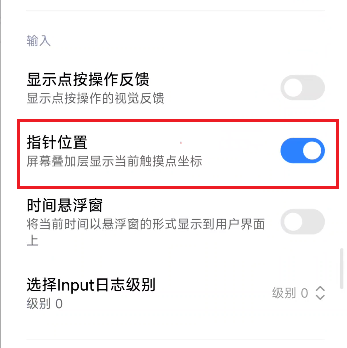 输入
显示点按操作反馈
显示点按操作的视觉反馈
指针位置
屏幕叠加层显示当前触摸点坐标
时间悬浮窗
将当前时间以悬浮窗的形式显示到用户界面
上
选择Input日志级别
级别 0
级别 0